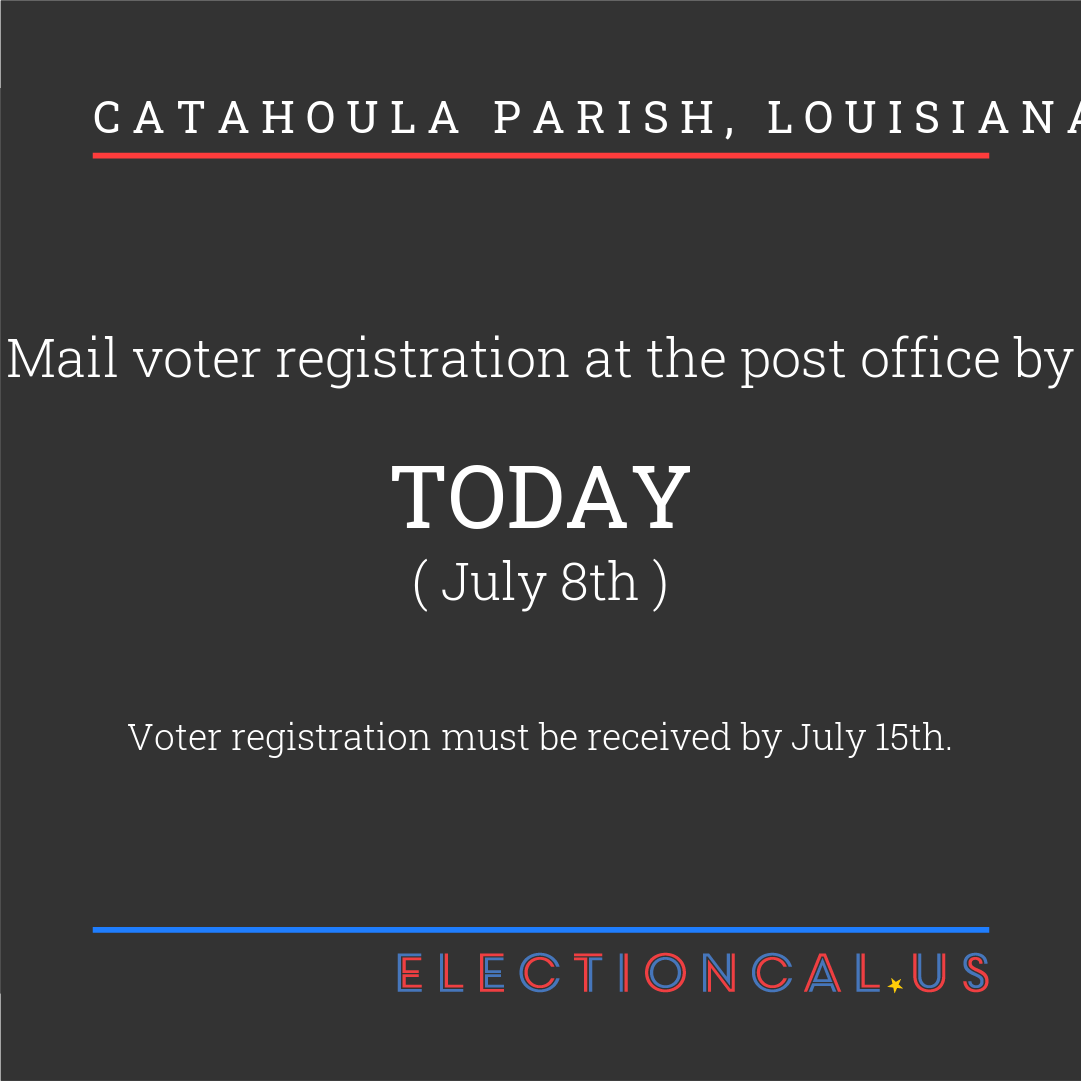 CATAHOULA PARISH, LOUISIANA
Mail voter registration at the post office by
TODAY
( July 8th )
Voter registration must be received by July 15th.
ELECTIONCAL.US